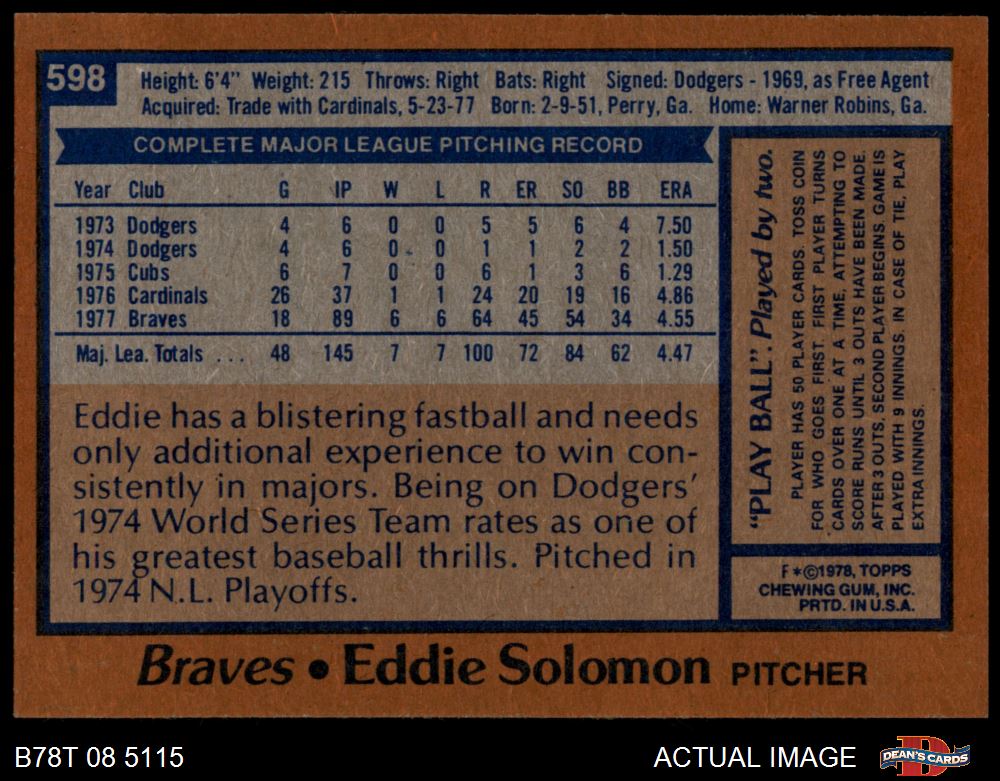 598
Height: 6'4" Weight: 215 Throws: Right Bats: Right Signed: Dodgers - 1969, as Free Agent
Acquired: Trade with Cardinals, 5-23-77 Born: 2-9-51, Perry, Ga. Home: Warner Robins, Ga.
COMPLETE MAJOR LEAGUE PITCHING RECORD
Year Club G IP W L R ER SO BB ERA
1973 Dodgers 4 6 0 0 5 5 6 4 7.50
1974 Dodgers 4 6 0 0 1 1 2 2 1.50
1975 Cubs 6 7 0 0 6 1 3 6 1.29
1976 Cardinals 26 37 1 1 24 20 19 16 4.86
1977 Braves 18 89 6 6 64 45 54 34 4.55
Maj. Lea. Totals ... 48 145 7 7 100 72 84 62 4.47
Eddie has a blistering fastball and needs
only additional experience to win con-
sistently in majors. Being on Dodgers'
1974 World Series Team rates as one of
his greatest baseball thrills. Pitched in
1974 N.L. Playoffs.
"PLAY BALL". Played by two.
PLAYER HAS 50 PLAYER CARDS. TOSS COIN
FOR WHO GOES FIRST. FIRST PLAYER TURNS
CARDS OVER ONE AT A TIME, ATTEMPTING TO
SCORE RUNS UNTIL 3 OUTS HAVE BEEN MADE.
AFTER 3 OUTS, SECOND PLAYER BEGINS GAME IS
PLAYED WITH 9 INNINGS. IN CASE OF TIE, PLAY
EXTRA INNINGS.
F*©1978, TOPPS
CHEWING GUM, INC.
PRTD. IN U.S.A.
Braves • Eddie Solomon PITCHER
B78T 08 5115
ACTUAL IMAGE
DEAN'S CARDS